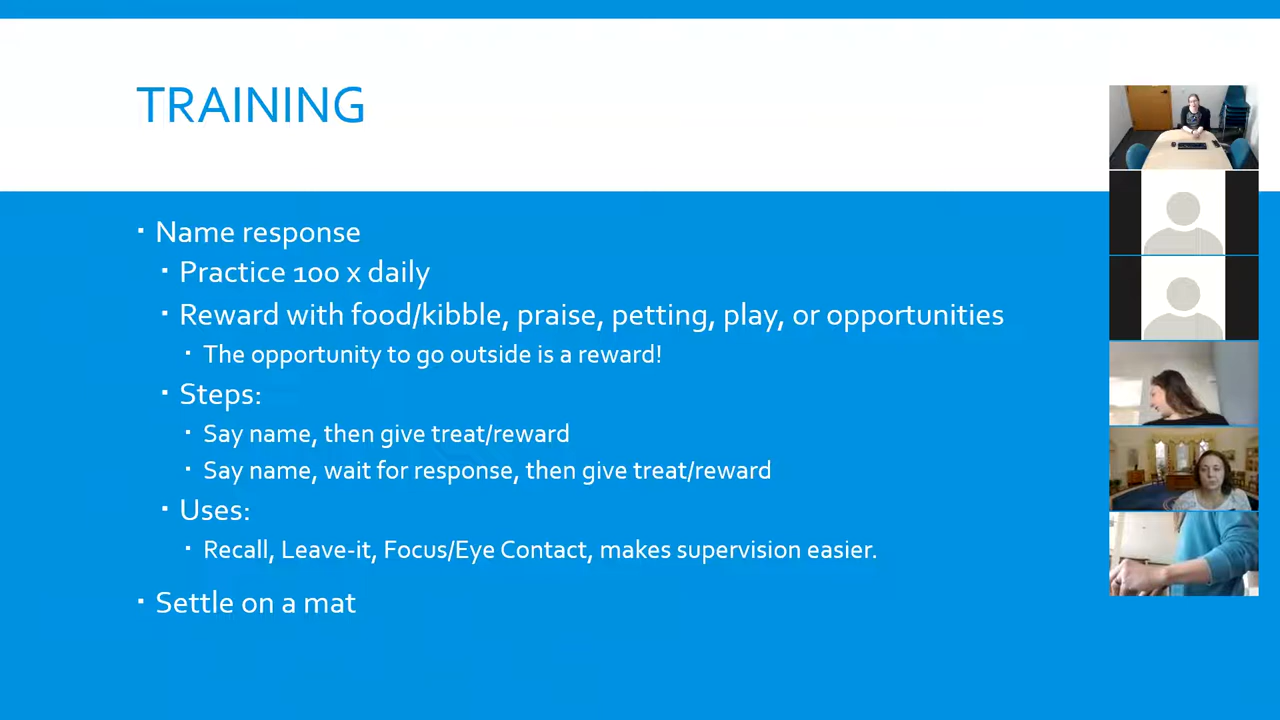 TRAINING
▪ Name response
▪ Practice 100 x daily
▪ Reward with food/kibble, praise, petting, play, or opportunities
▪ The opportunity to go outside is a reward!
▪ Steps:
▪ Say name, then give treat/reward
▪ Say name, wait for response, then give treat/reward
▪ Uses:
▪ Recall, Leave-it, Focus/Eye Contact, makes supervision easier.
▪ Settle on a mat